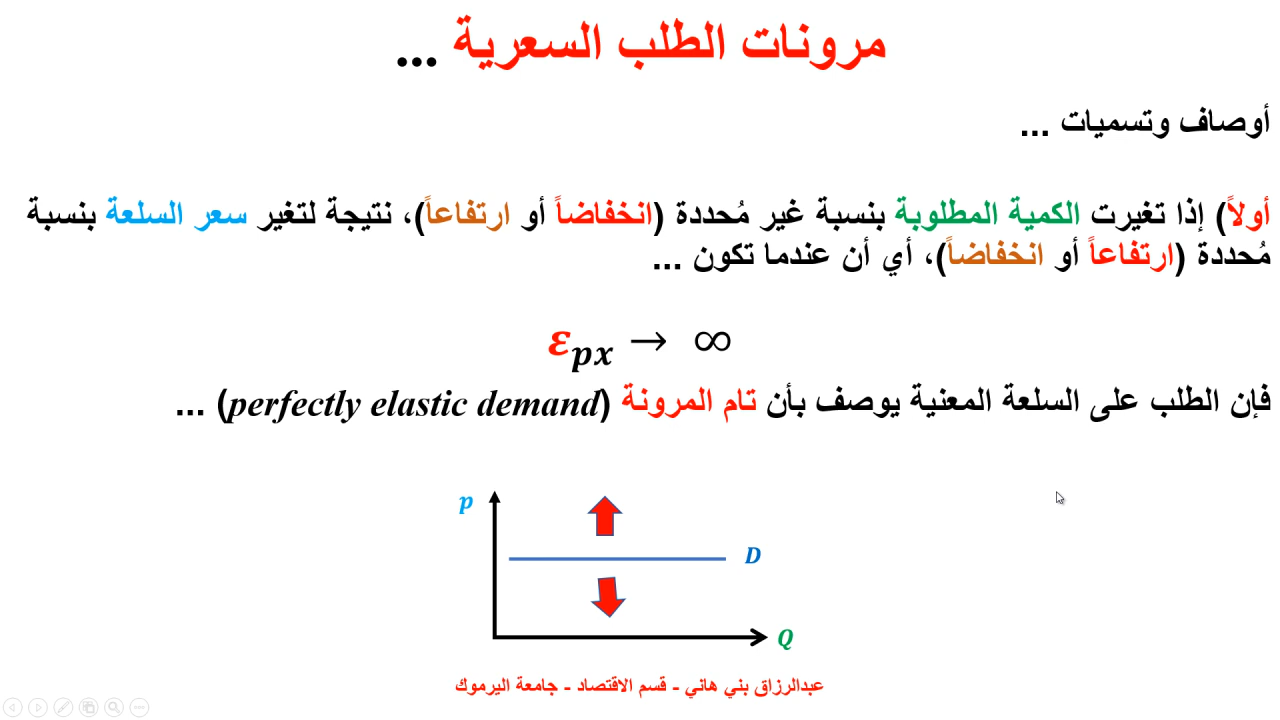 مرونات الطلب السعرية ...
أوصاف وتسميات ...
أولاً) إذا تغيرت الكمية المطلوبة بنسبة غير مُحددة (انخفاضاً أو ارتفاعاً)، نتيجة لتغير سعر السلعة بنسبة
مُحددة (ارتفاعاً أو انخفاضاً)، أي أن عندما تكون ...
ε_px → ∞
فإن الطلب على السلعة المعنية يوصف بأن تام المرونة (perfectly elastic demand) ...
p
D
Q
عبدالرزاق بني هاني - قسم الاقتصاد - جامعة اليرموك